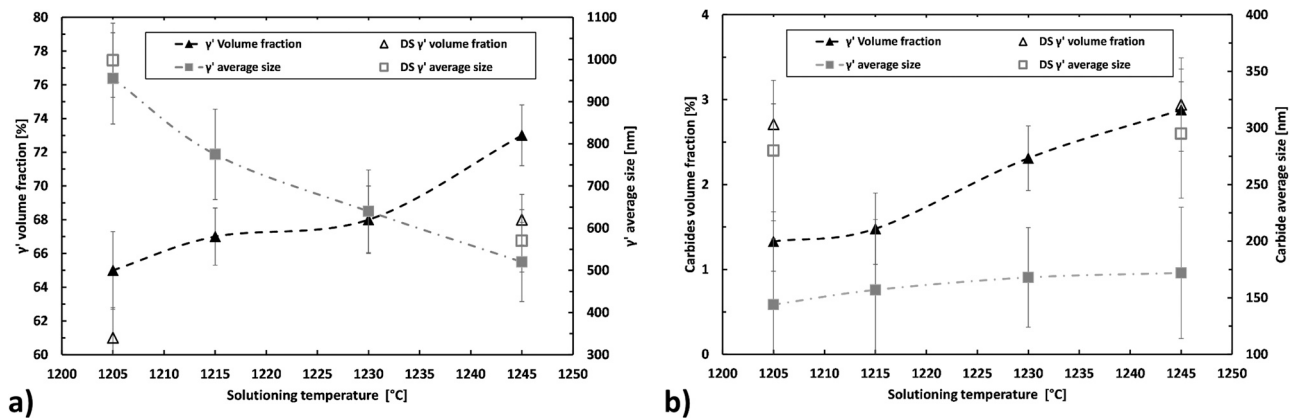 80
78
76
74
72
70
68
66
64
62
60
γ' volume fraction [%]
1100
1000
900
800
700
600
500
400
300
γ' average size [nm]
γ' Volume fraction
DS γ' volume fration
γ' average size
DS γ' average size
1200 1205 1210 1215 1220 1225 1230 1235 1240 1245 1250
Solutioning temperature [°C]
a)
4
3
2
1
0
Carbides volume fraction [%]
400
350
300
250
200
150
100
Carbide average size [nm]
γ' Volume fraction
DS γ' volume fration
γ' average size
DS γ' average size
1200 1205 1210 1215 1220 1225 1230 1235 1240 1245 1250
Solutioning temperature [°C]
b)